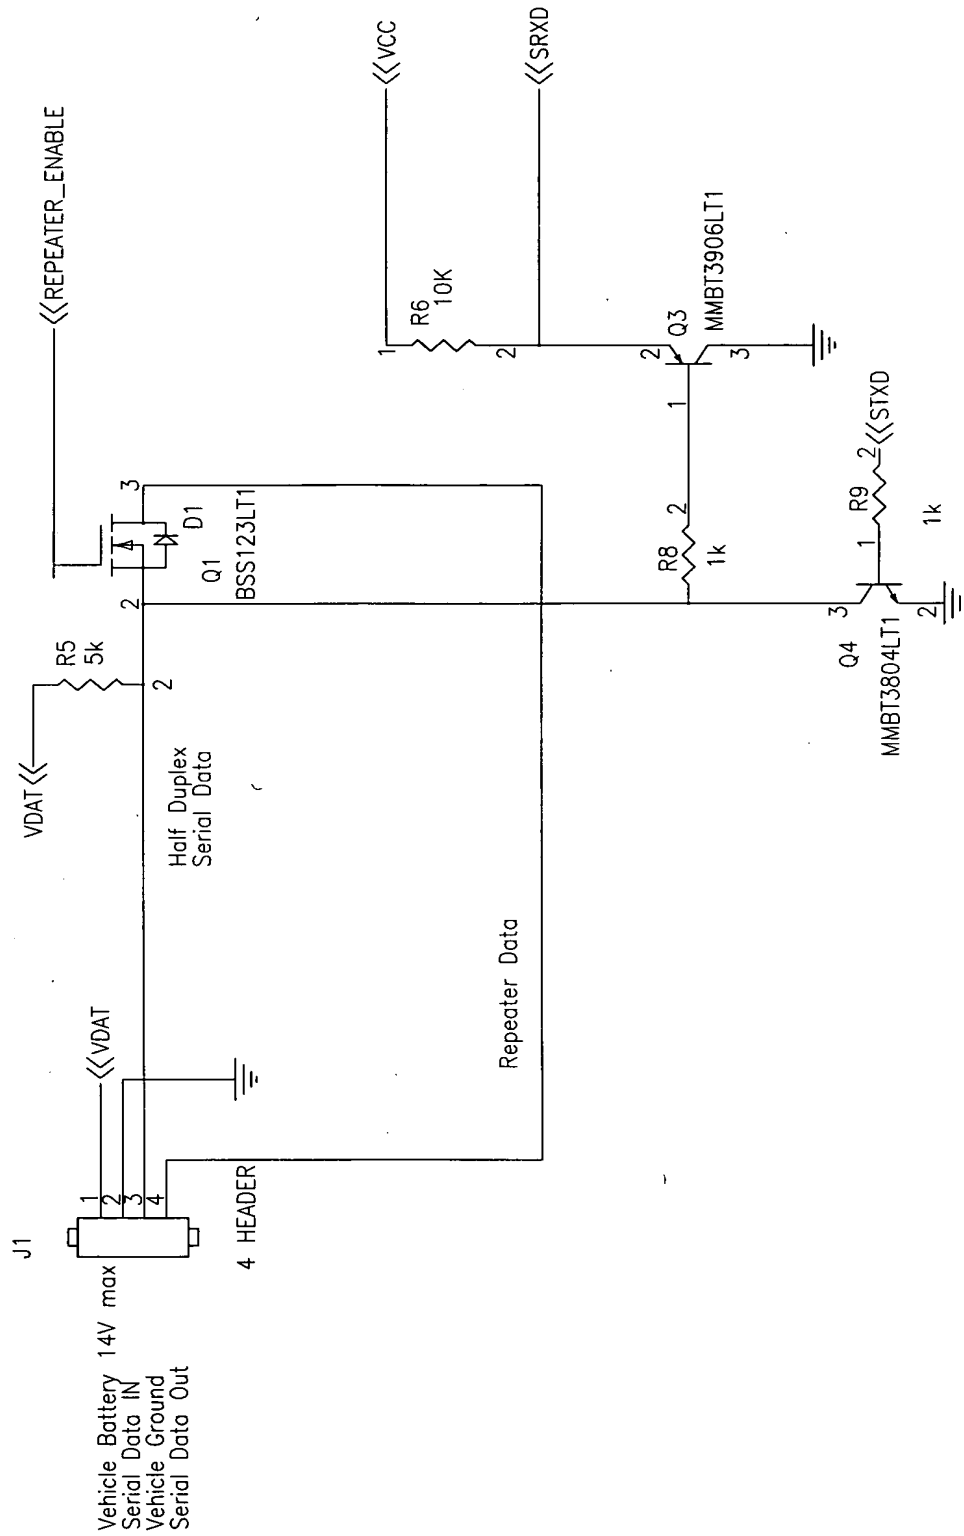 J1
Vehicle Battery 14V max
Serial Data IN
Vehicle Ground
Serial Data Out
1
2
3
4
4 HEADER
<<VDAT
VDAT<<
R5
5k
2
Half Duplex
Serial Data
Repeater Data
<<REPEATER_ENABLE
2
3
D1
Q1
BSS123LT1
<<VCC
<<SRXD
1
R6
10K
2
2
Q3
MMBT3906LT1
1
3
R8
1k
2
3
Q4
MMBT3804LT1
2
1
R9
2
<<STXD
1k